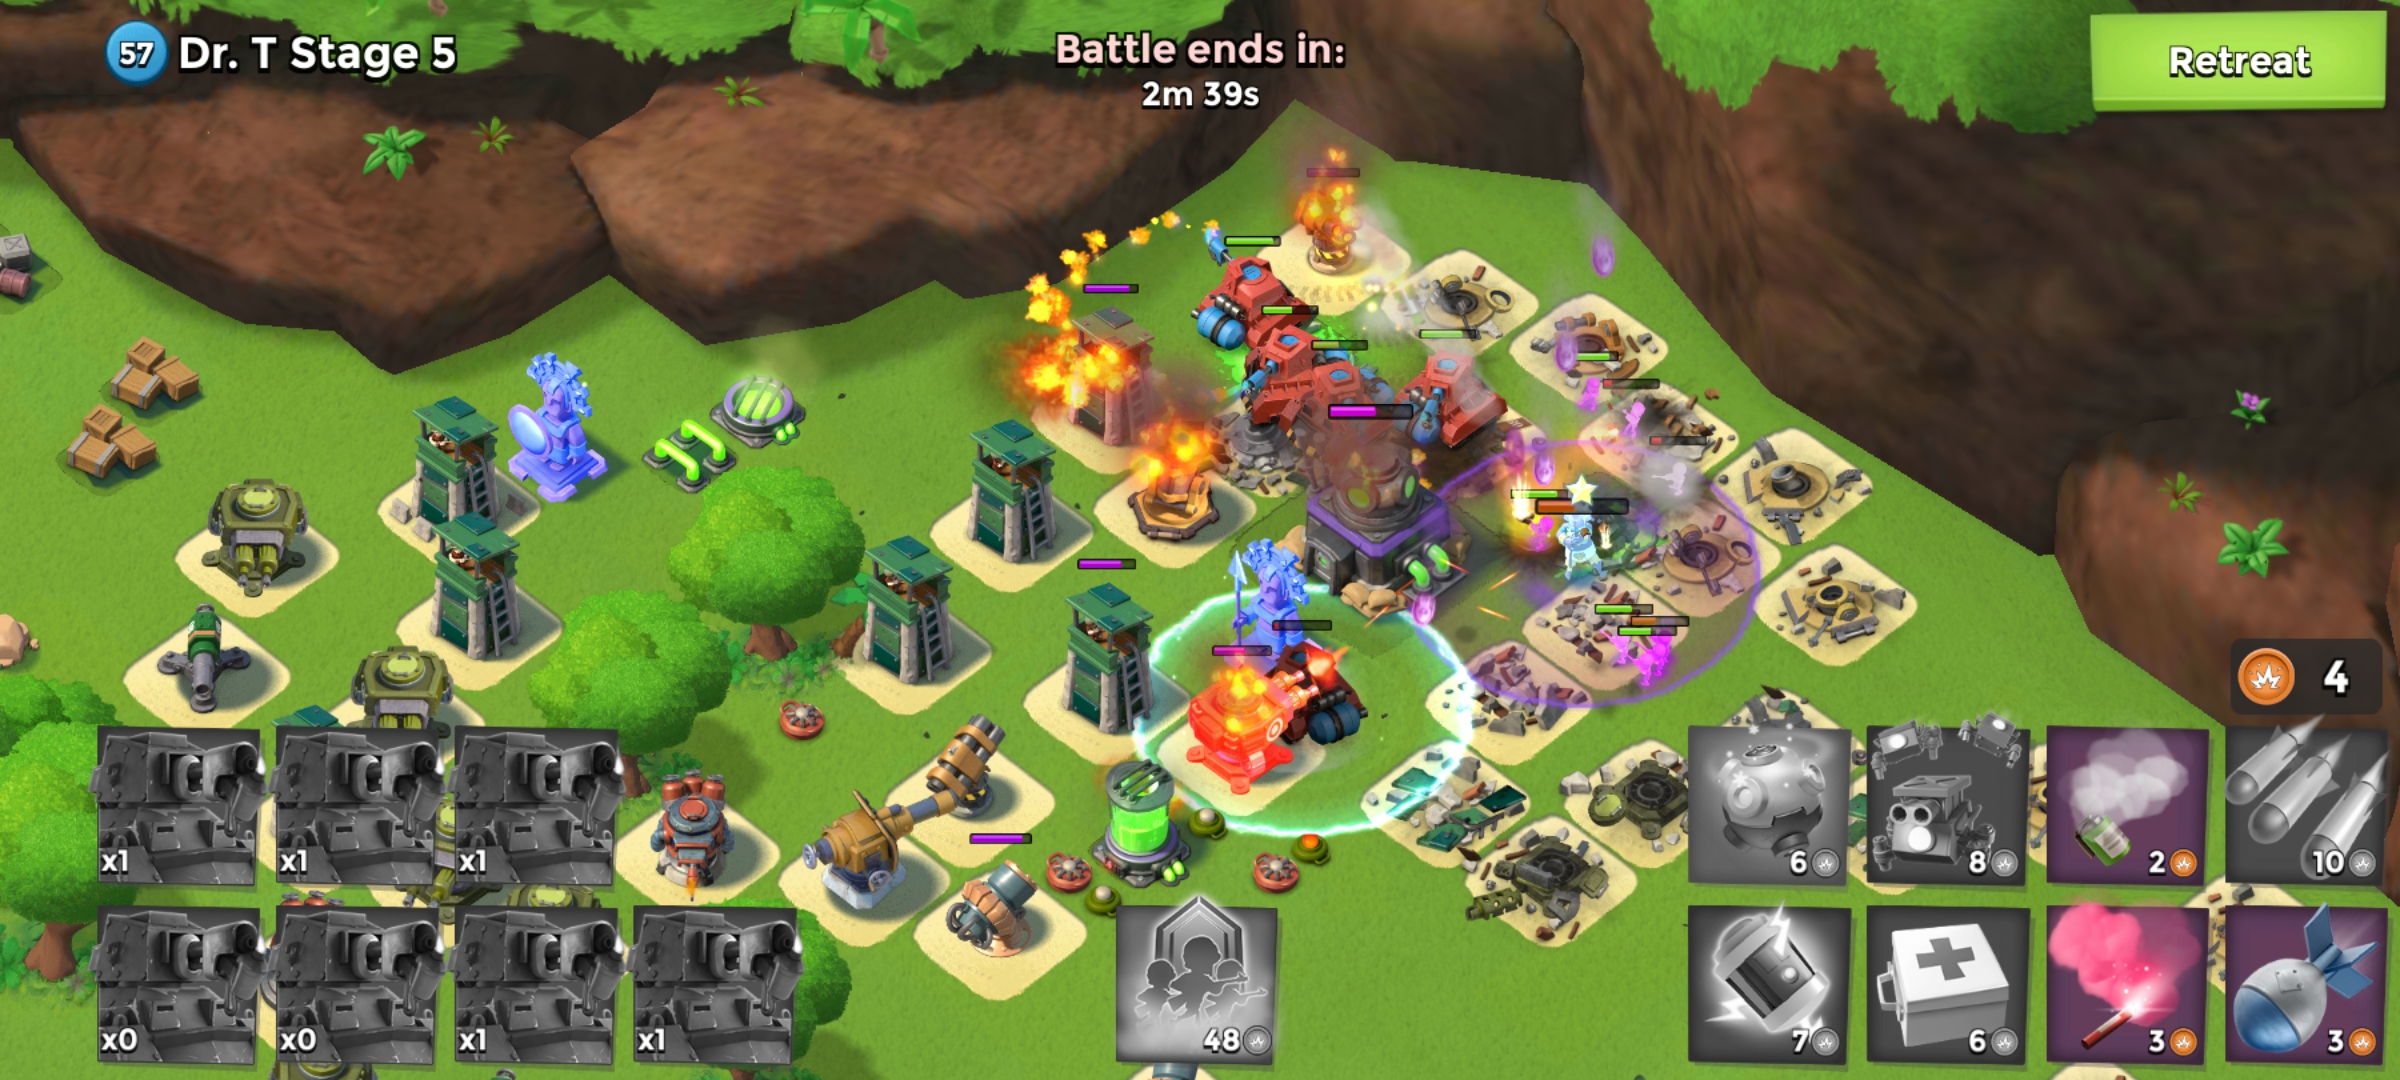 57 Dr. T Stage 5
Battle ends in:
2m 39s
Retreat
4
x1
x1
x1
6
8
2
10
x0
x0
x1
x1
48
7
6
3
3